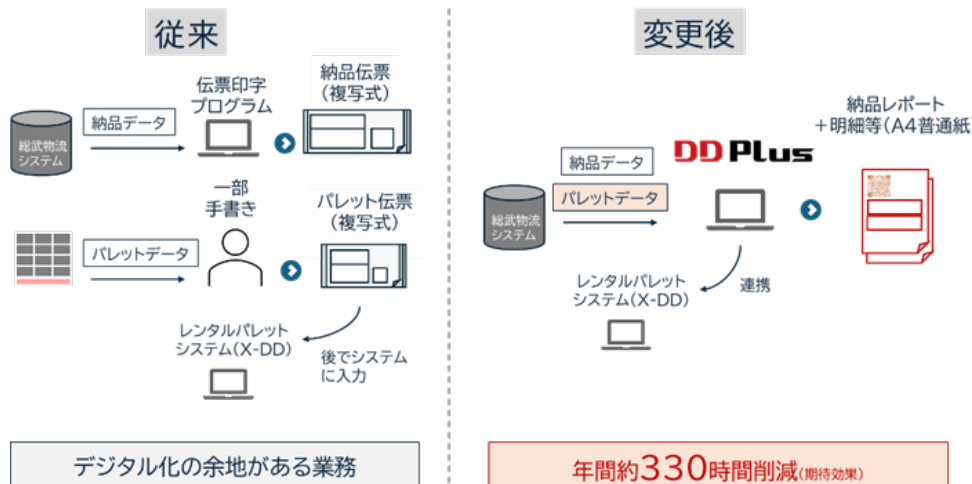 従来
総武物流
システム
納品データ
伝票印字
プログラム
納品伝票
(複写式)
パレットデータ
一部
手書き
パレット伝票
(複写式)
レンタルパレット
システム(X-DD)
後でシステム
に入力
デジタル化の余地がある業務
変更後
総武物流
システム
納品データ
パレットデータ
DD Plus
納品レポート
+明細等(A4普通紙
レンタルパレット
システム(X-DD)
連携
年間約330時間削減(期待効果)